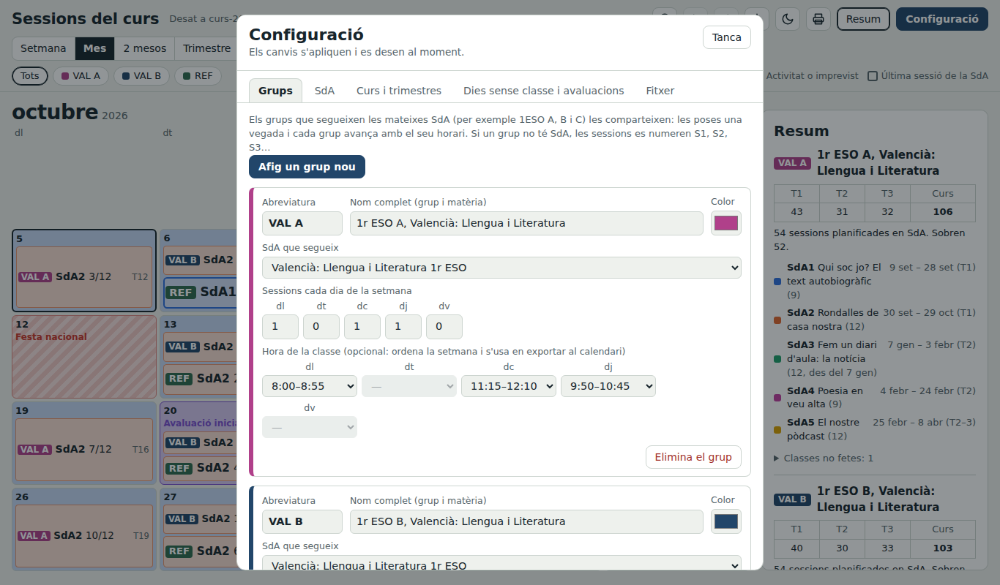 Sessions del curs
Desat a curs-2
Resum
Configuració
Setmana
Mes
2 mesos
Trimestre
Tots
VAL A
VAL B
REF
Activitat o imprevist
Última sessió de la SdA
octubre 2026
dl
dt
5
VAL A SdA2 3/12 T12
6
VAL B SdA2
REF SdA1
12
Festa nacional
13
VAL B SdA2
REF SdA2
19
VAL A SdA2 7/12 T16
20
Avaluació inicia
VAL B SdA2
REF SdA2
26
VAL A SdA2 10/12 T19
27
VAL B SdA2
REF SdA2
Configuració
Els canvis s'apliquen i es desen al moment.
Tanca
Grups
SdA
Curs i trimestres
Dies sense classe i avaluacions
Fitxer
Els grups que segueixen les mateixes SdA (per exemple 1ESO A, B i C) les comparteixen: les poses una
vegada i cada grup avança amb el seu horari. Si un grup no té SdA, les sessions es numeren S1, S2,
S3…
Afig un grup nou
Abreviatura
Nom complet (grup i matèria)
Color
VAL A
1r ESO A, Valencià: Llengua i Literatura
SdA que segueix
Valencià: Llengua i Literatura 1r ESO
Sessions cada dia de la setmana
dl dt dc dj dv
1 0 1 1 0
Hora de la classe (opcional: ordena la setmana i s'usa en exportar al calendari)
dl dt dc dj
8:00–8:55 — 11:15–12:10 9:50–10:45
dv
—
Elimina el grup
Abreviatura
Nom complet (grup i matèria)
Color
VAL B
1r ESO B, Valencià: Llengua i Literatura
SdA que segueix
Valencià: Llengua i Literatura 1r ESO
Resum
VAL A
1r ESO A, Valencià:
Llengua i Literatura
T1 T2 T3 Curs
43 31 32 106
54 sessions planificades en SdA. Sobren
52.
SdA1 Qui soc jo? El 9 set – 28 set (T1)
text autobiogràfic
(9)
SdA2 Rondalles de 30 set – 29 oct (T1)
casa nostra (12)
SdA3 Fem un diari 7 gen – 3 febr (T2)
d'aula: la notícia
(12, des del 7 gen)
SdA4 Poesia en 4 febr – 24 febr (T2)
veu alta (9)
SdA5 El nostre 25 febr – 8 abr (T2–3)
pòdcast (12)
Classes no fetes: 1
VAL B
1r ESO B, Valencià:
Llengua i Literatura
T1 T2 T3 Curs
40 30 33 103
54 sessions planificades en SdA. Sobren